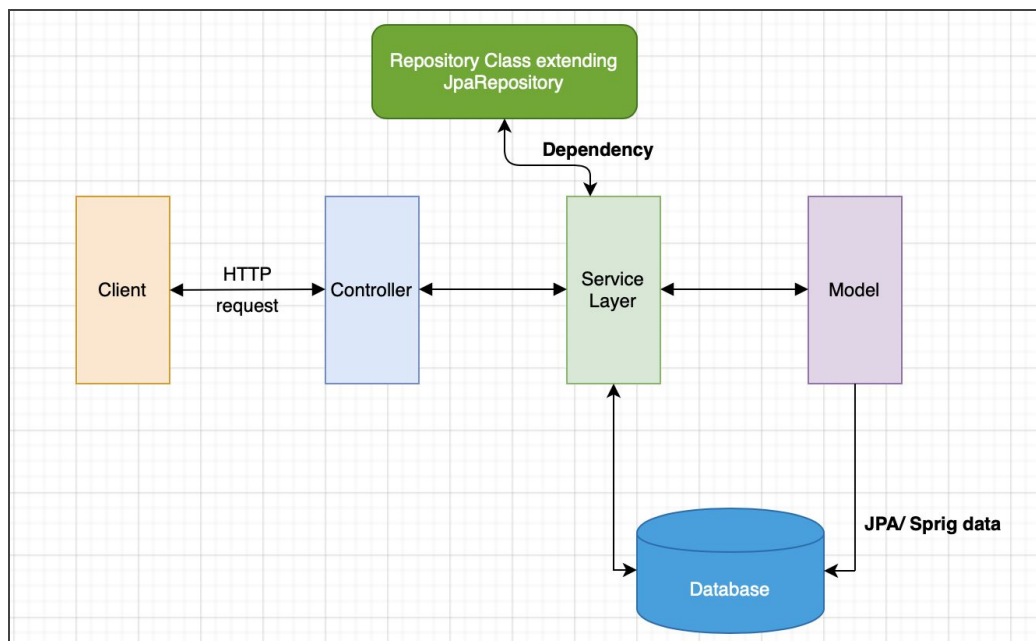 Repository Class extending
JpaRepository
Dependency
Client
HTTP
request
Controller
Service
Layer
Model
JPA/ Sprig data
Database